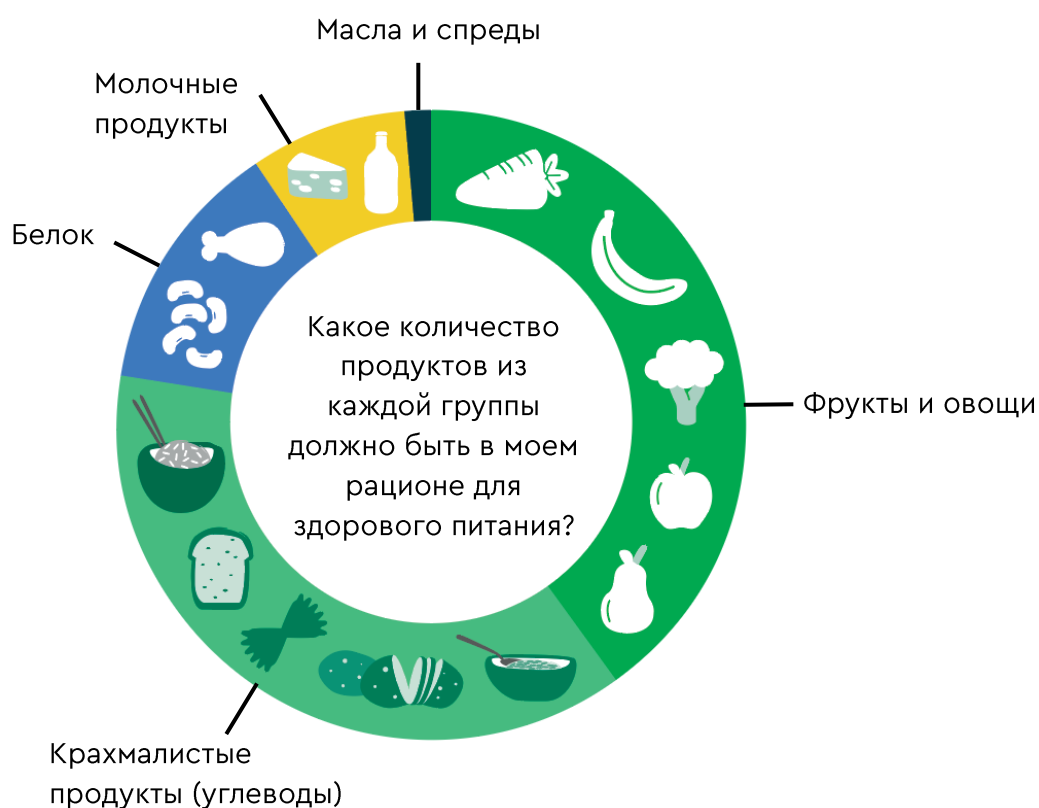 Масла и спреды
Молочные
продукты
Белок
Какое количество
продуктов из
каждой группы
должно быть в моем
рационе для
здорового питания?
Фрукты и овощи
Крахмалистые
продукты (углеводы)